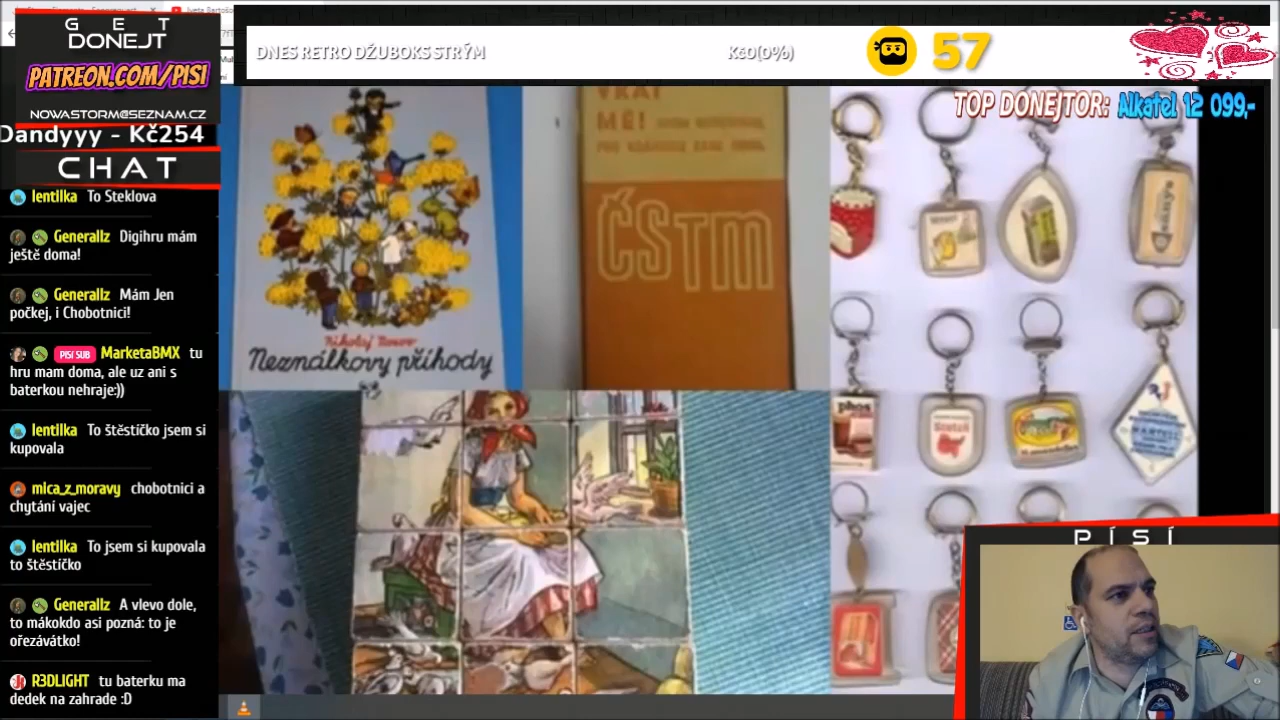 GET
DONEJT
PATREON.COM/PISI
NOWASTORM@SEZNAM.CZ
Dandyyy - Kč254
CHAT
lentilka To Steklova
Generallz Digihru mám
ještě doma!
Generallz Mám Jen
počkej, i Chobotnici!
PISI SUB MarketaBMX tu
hru mam doma, ale uz ani s
baterkou nehraje;))
lentilka To štěstíčko jsem si
kupovala
mica_z_moravy chobotnici a
chytání vajec
lentilka To jsem si kupovala
to štěstíčko
Generallz A vlevo dole,
to mákokdo asi pozná: to je
ořezávátko!
R3DLIGHT tu baterku ma
dedek na zahrade :D
DNES RETRO DŽUBOKS STRÝM
Kč0(0%)
57
TOP DONEJTOR: Alkatel 12 099,-
Nikolaj Nosov
Neználkovy příhody
VRAŤ
MĚ!
ČSTM
phos
Scotch
PÍSÍ